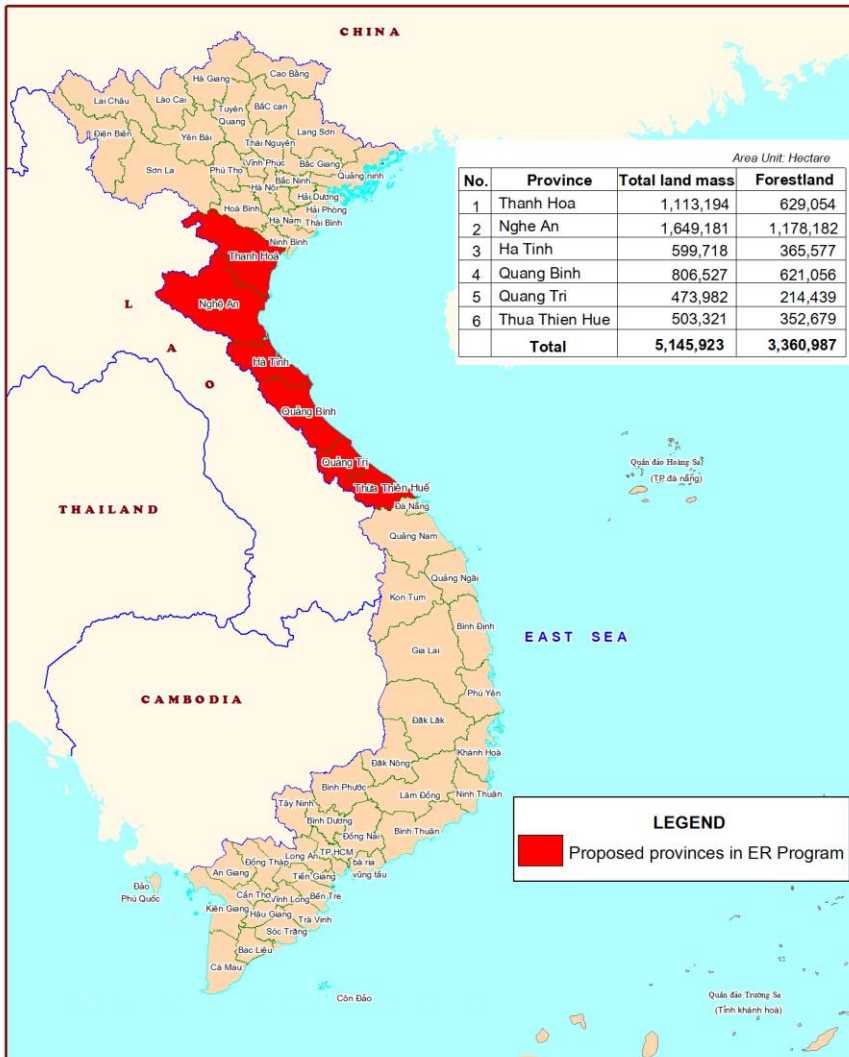 CHINA
Hà Giang
Cao Bằng
Lai Châu
Lào Cai
Tuyên
Quang
BắC cạn
Điện Biên
Yên Bái
Lạng Sơn
Thái Nguyên
Sơn La
Phú Thọ
Vĩnh Phúc
Bắc Giang
Quảng ninh
Bắc Ninh
Hà Nội
Hải Dương
Hoà Bình
Hải Phòng
Hà Nam
Thái Bình
Ninh Bình
Thanh Hoá
Nghệ An
L A O
Hà Tĩnh
Quảng Bình
Quảng Trị
Thừa Thiên Huế
Đà Nẵng
THAILAND
Quảng Nam
Quảng Ngãi
Kon Tum
Bình Định
Gia Lai
Phú Yên
CAMBODIA
Đăk Lăk
Khánh Hoà
Đăk Nông
Bình Phước
Lâm Đồng
Ninh Thuận
Tây Ninh
Bình Dương
Đồng Nai
Bình Thuận
Long An
TP.HCM
bà rịa
vũng tầu
An Giang
Đồng Tháp
Tiền Giang
Đảo
Phú Quốc
Cần Thơ
Vĩnh Long
Bến Tre
Kiên Giang
Hậu Giang
Trà Vinh
Sóc Trăng
Bạc Liêu
Cà Mau
Côn Đảo
EAST SEA
Area Unit: Hectare
No. Province Total land mass Forestland
1 Thanh Hoa 1,113,194 629,054
2 Nghe An 1,649,181 1,178,182
3 Ha Tinh 599,718 365,577
4 Quang Binh 806,527 621,056
5 Quang Tri 473,982 214,439
6 Thua Thien Hue 503,321 352,679
Total 5,145,923 3,360,987
Quần đảo Hoàng Sa
(TP.đà nẵng)
LEGEND
Proposed provinces in ER Program
Quần đảo Trường Sa
(Tỉnh khánh hoà)